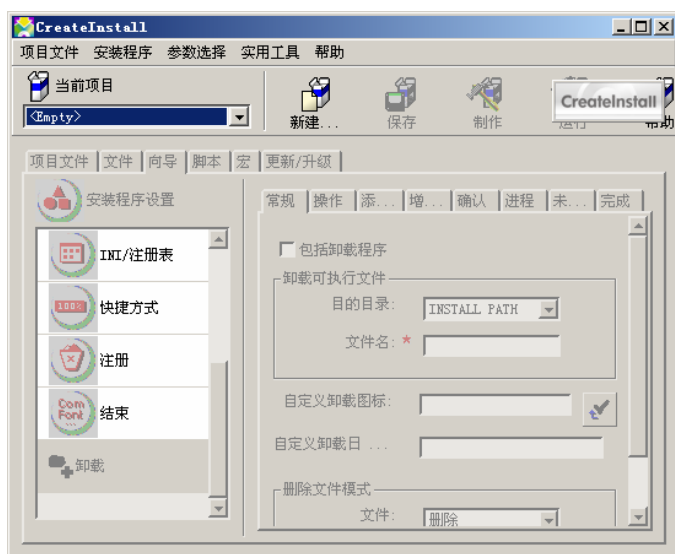 CreateInstall
项目文件 安装程序 参数选择 实用工具 帮助
当前项目
<Empty>
新建... 保存 制作 运行 帮助
CreateInstall
项目文件 文件 向导 脚本 宏 更新/升级
安装程序设置
INI/注册表
100%
快捷方式
注册
Com
Font
结束
卸载
常规 操作 添... 增... 确认 进程 未... 完成
包括卸载程序
卸载可执行文件
目的目录: INSTALL PATH
文件名: *
自定义卸载图标:
自定义卸载日 ...
删除文件模式
文件: 删除